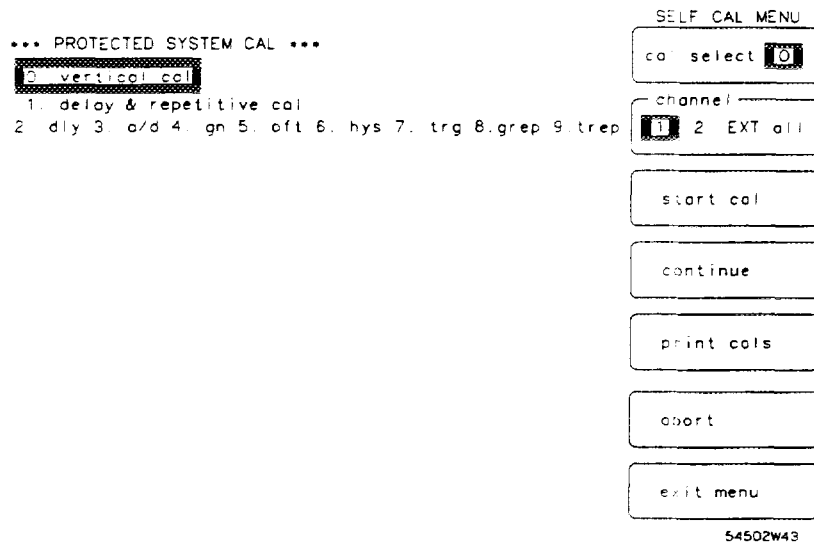 SELF CAL MENU
*** PROTECTED SYSTEM CAL ***
0. vertical cal
1. delay & repetitive cal
2 dly 3. a/d 4. gn 5. oft 6. hys 7. trg 8.grep 9.trep
cal select 0
channel
1 2 EXT all
start cal
continue
print cals
abort
exit menu
54502W43